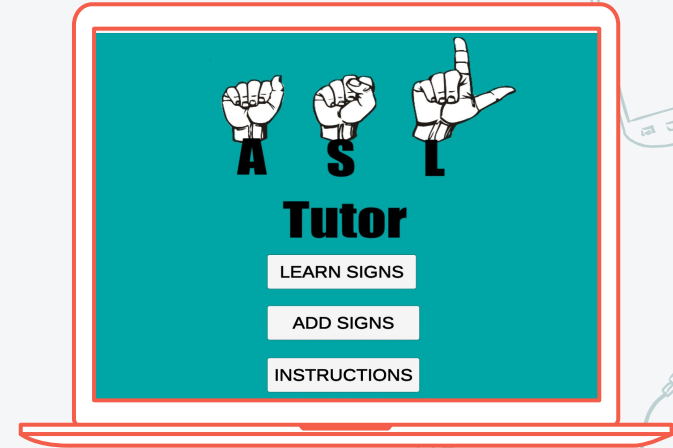 A S L
Tutor
LEARN SIGNS
ADD SIGNS
INSTRUCTIONS